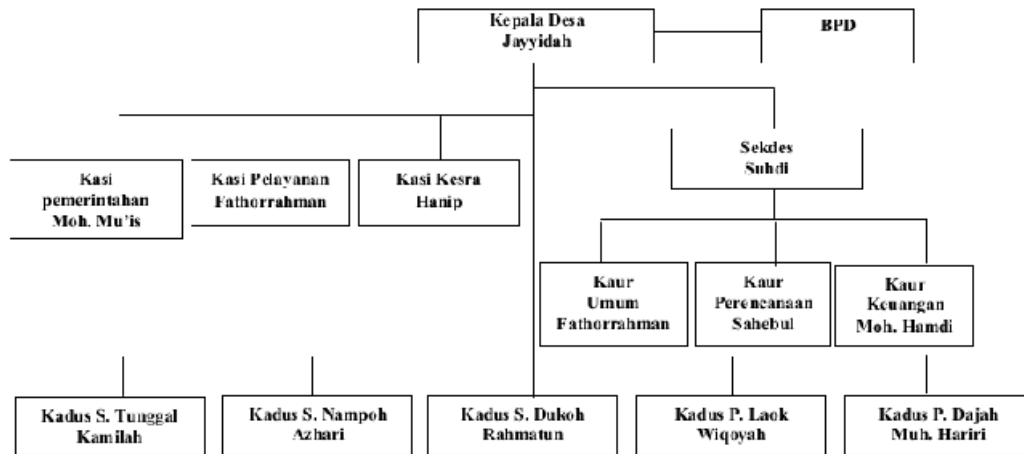 Kepala Desa
Jayyidah
BPD
Sekdes
Suhdi
Kasi
pemerintahan
Moh. Mu'is
Kasi Pelayanan
Fathorrahman
Kasi Kesra
Hanip
Kaur
Umum
Fathorrahman
Kaur
Perencanaan
Sahebul
Kaur
Keuangan
Moh. Hamdi
Kadus S. Tunggal
Kamilah
Kadus S. Nampoh
Azhari
Kadus S. Dukoh
Rahmatun
Kadus P. Laok
Wiqoyah
Kadus P. Dajah
Muh. Hariri